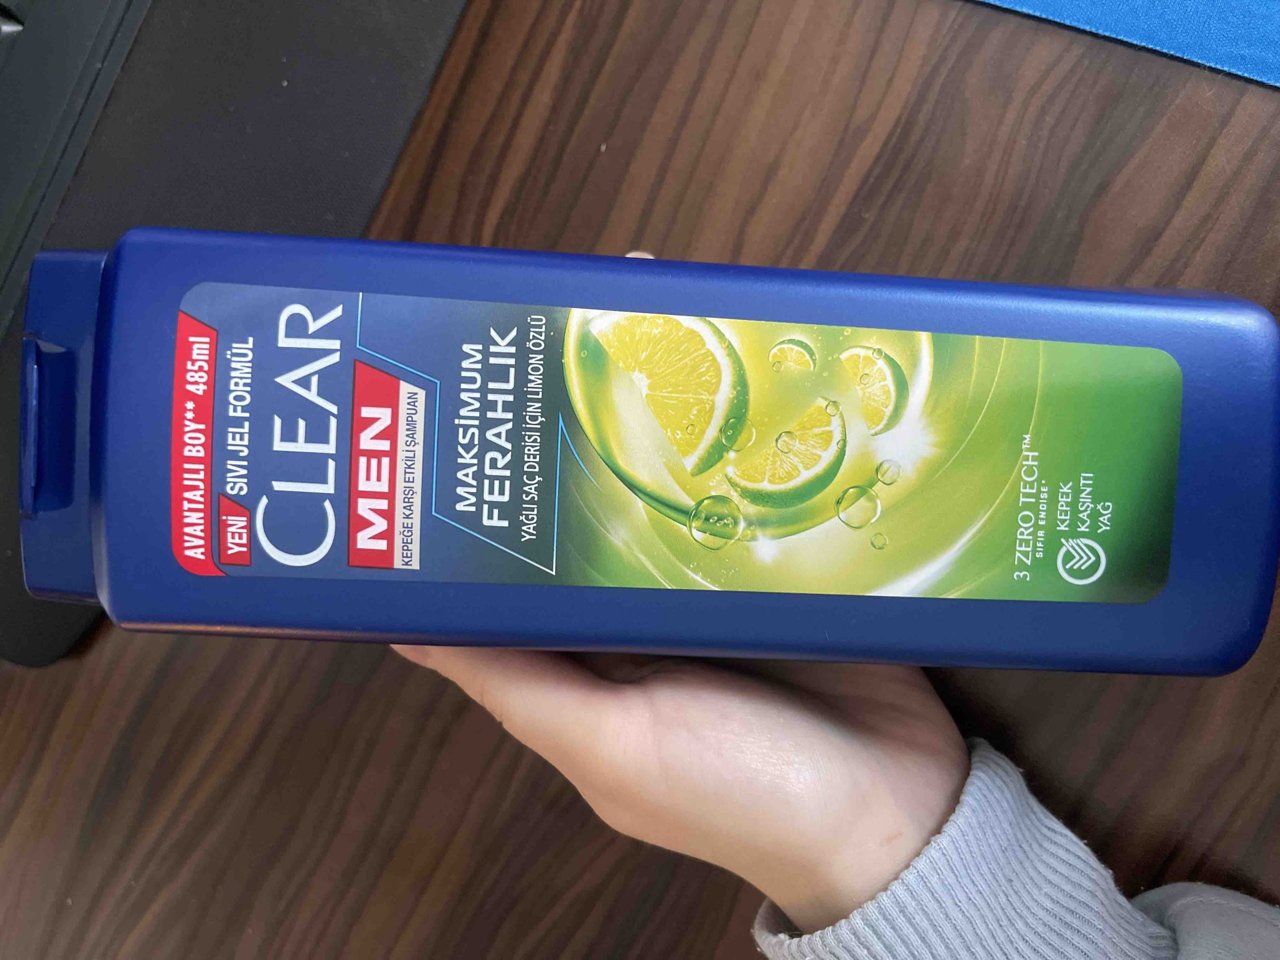 AVANTAJLI BOY** 485ml
YENİ SIVI JEL FORMÜL
CLEAR
MEN
KEPEĞE KARŞI ETKİLİ ŞAMPUAN
MAKSİMUM
FERAHLIK
YAĞLI SAÇ DERİSİ İÇİN LİMON ÖZLÜ
3 ZERO TECH™
SIFIR ENDİŞE*
KEPEK
KAŞINTI
YAĞ